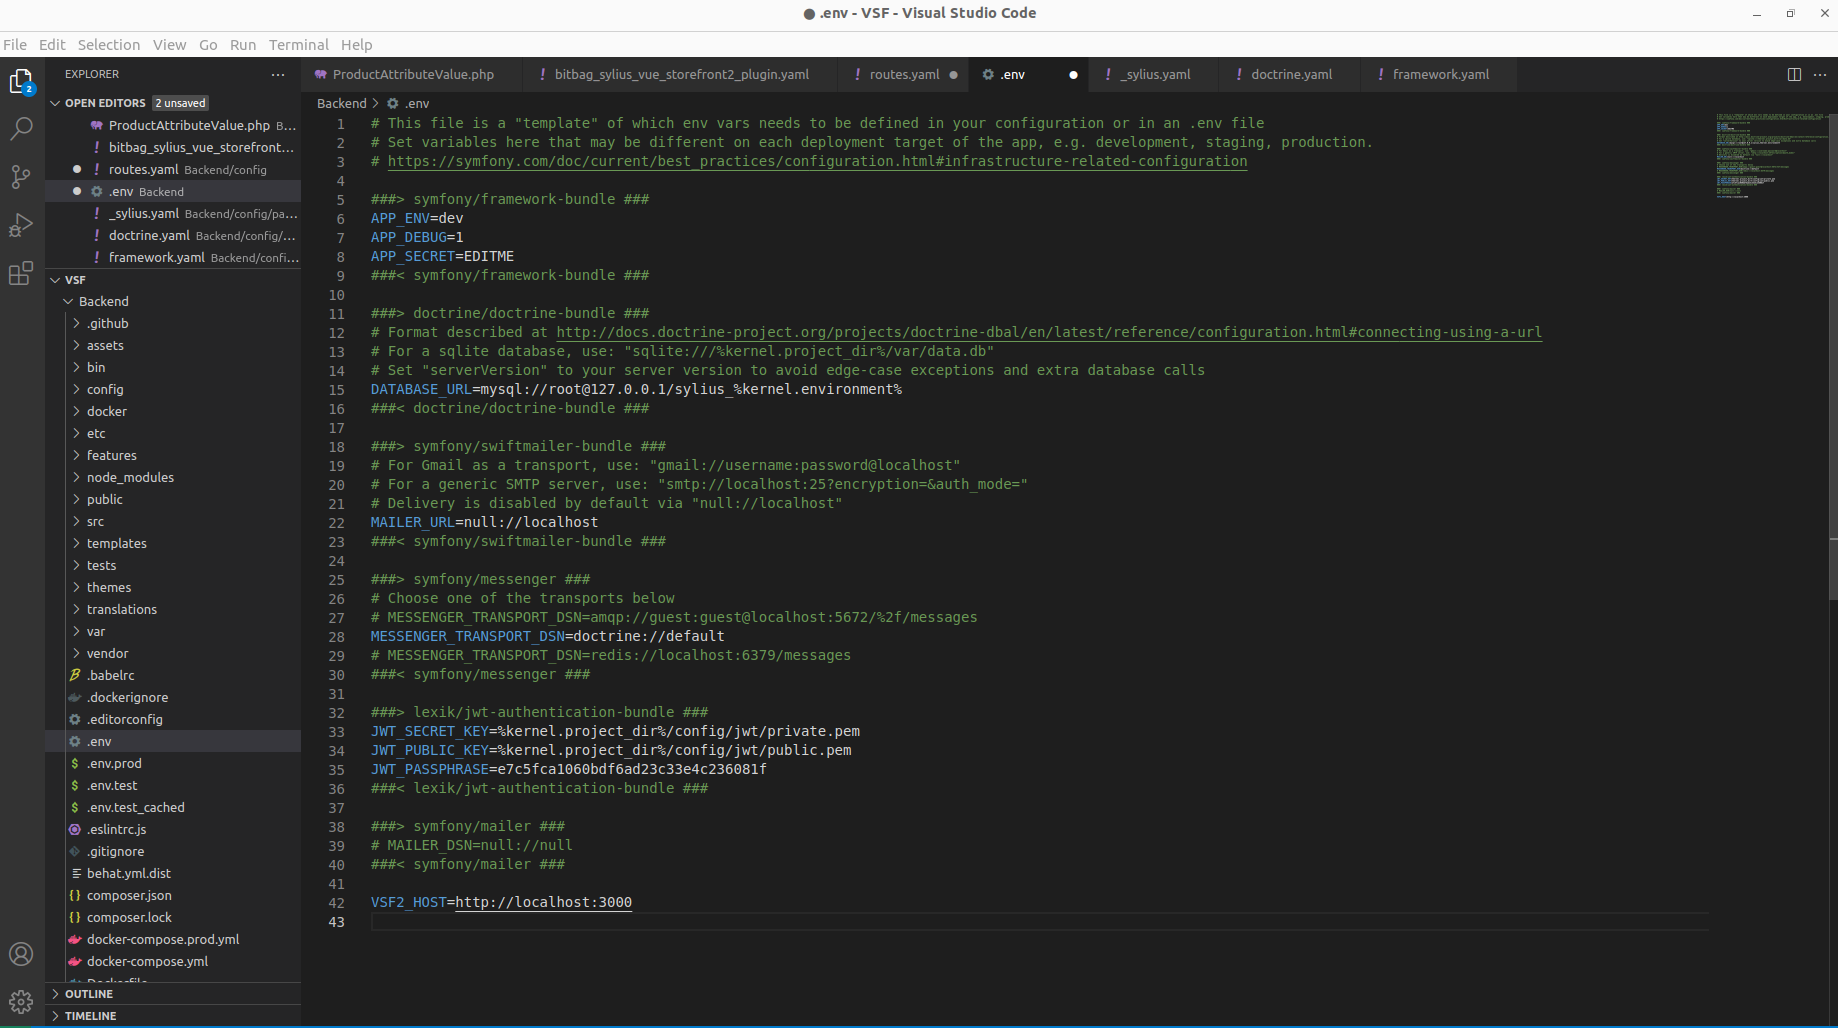 .env - VSF - Visual Studio Code
File Edit Selection View Go Run Terminal Help
EXPLORER
ProductAttributeValue.php
bitbag_sylius_vue_storefront2_plugin.yaml
routes.yaml
.env
_sylius.yaml
doctrine.yaml
framework.yaml
2
OPEN EDITORS 2 unsaved
ProductAttributeValue.php B...
bitbag_sylius_vue_storefront...
routes.yaml Backend/config
.env Backend
_sylius.yaml Backend/config/pa...
doctrine.yaml Backend/config/...
framework.yaml Backend/confi...
VSF
Backend
.github
assets
bin
config
docker
etc
features
node_modules
public
src
templates
tests
themes
translations
var
vendor
.babelrc
.dockerignore
.editorconfig
.env
.env.prod
.env.test
.env.test_cached
.eslintrc.js
.gitignore
behat.yml.dist
composer.json
composer.lock
docker-compose.prod.yml
docker-compose.yml
Dockerfile
OUTLINE
TIMELINE
Backend > .env
1 # This file is a "template" of which env vars needs to be defined in your configuration or in an .env file
2 # Set variables here that may be different on each deployment target of the app, e.g. development, staging, production.
3 # https://symfony.com/doc/current/best_practices/configuration.html#infrastructure-related-configuration
4
5 ###> symfony/framework-bundle ###
6 APP_ENV=dev
7 APP_DEBUG=1
8 APP_SECRET=EDITME
9 ###< symfony/framework-bundle ###
10
11 ###> doctrine/doctrine-bundle ###
12 # Format described at http://docs.doctrine-project.org/projects/doctrine-dbal/en/latest/reference/configuration.html#connecting-using-a-url
13 # For a sqlite database, use: "sqlite:///%kernel.project_dir%/var/data.db"
14 # Set "serverVersion" to your server version to avoid edge-case exceptions and extra database calls
15 DATABASE_URL=mysql://root@127.0.0.1/sylius_%kernel.environment%
16 ###< doctrine/doctrine-bundle ###
17
18 ###> symfony/swiftmailer-bundle ###
19 # For Gmail as a transport, use: "gmail://username:password@localhost"
20 # For a generic SMTP server, use: "smtp://localhost:25?encryption=&auth_mode="
21 # Delivery is disabled by default via "null://localhost"
22 MAILER_URL=null://localhost
23 ###< symfony/swiftmailer-bundle ###
24
25 ###> symfony/messenger ###
26 # Choose one of the transports below
27 # MESSENGER_TRANSPORT_DSN=amqp://guest:guest@localhost:5672/%2f/messages
28 MESSENGER_TRANSPORT_DSN=doctrine://default
29 # MESSENGER_TRANSPORT_DSN=redis://localhost:6379/messages
30 ###< symfony/messenger ###
31
32 ###> lexik/jwt-authentication-bundle ###
33 JWT_SECRET_KEY=%kernel.project_dir%/config/jwt/private.pem
34 JWT_PUBLIC_KEY=%kernel.project_dir%/config/jwt/public.pem
35 JWT_PASSPHRASE=e7c5fca1060bdf6ad23c33e4c236081f
36 ###< lexik/jwt-authentication-bundle ###
37
38 ###> symfony/mailer ###
39 # MAILER_DSN=null://null
40 ###< symfony/mailer ###
41
42 VSF2_HOST=http://localhost:3000
43